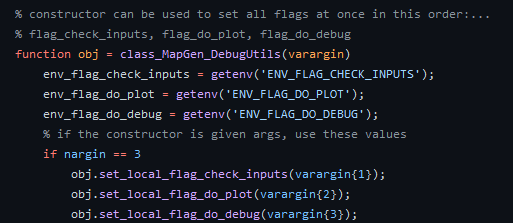 % constructor can be used to set all flags at once in this order:...
% flag_check_inputs, flag_do_plot, flag_do_debug
function obj = class_MapGen_DebugUtils(varargin)
env_flag_check_inputs = getenv('ENV_FLAG_CHECK_INPUTS');
env_flag_do_plot = getenv('ENV_FLAG_DO_PLOT');
env_flag_do_debug = getenv('ENV_FLAG_DO_DEBUG');
% if the constructor is given args, use these values
if nargin == 3
obj.set_local_flag_check_inputs(varargin{1});
obj.set_local_flag_do_plot(varargin{2});
obj.set_local_flag_do_debug(varargin{3});